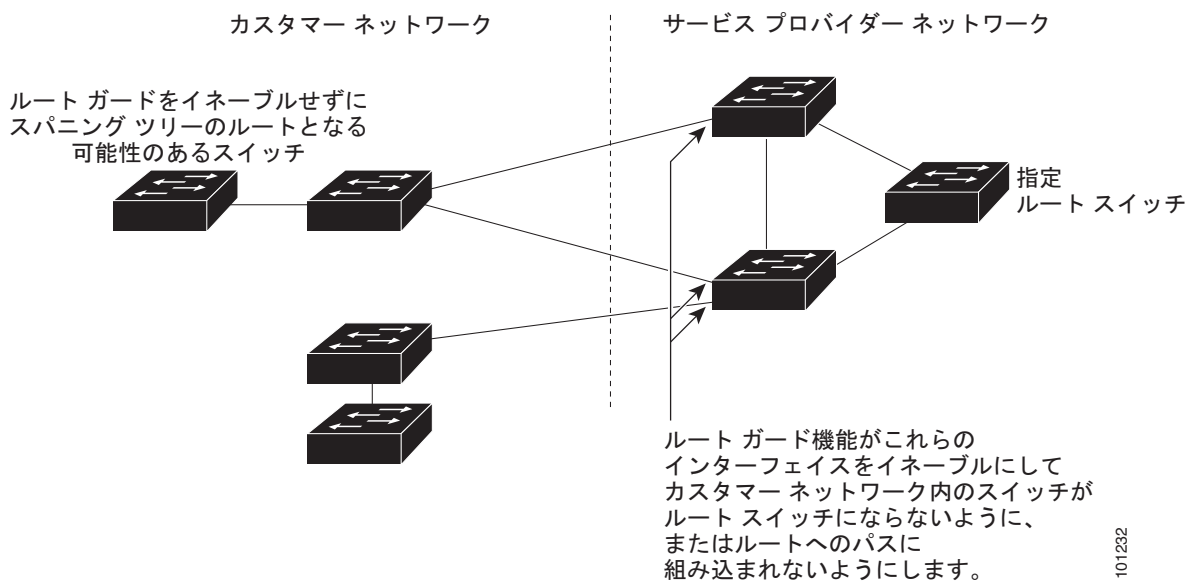 カスタマー ネットワーク
サービス プロバイダー ネットワーク
ルート ガードをイネーブルせずに
スパニング ツリーのルートとなる
可能性のあるスイッチ
指定
ルート スイッチ
ルート ガード機能がこれらの
インターフェイスをイネーブルにして
カスタマー ネットワーク内のスイッチが
ルート スイッチにならないように、
またはルートへのパスに
組み込まれないようにします。
101232